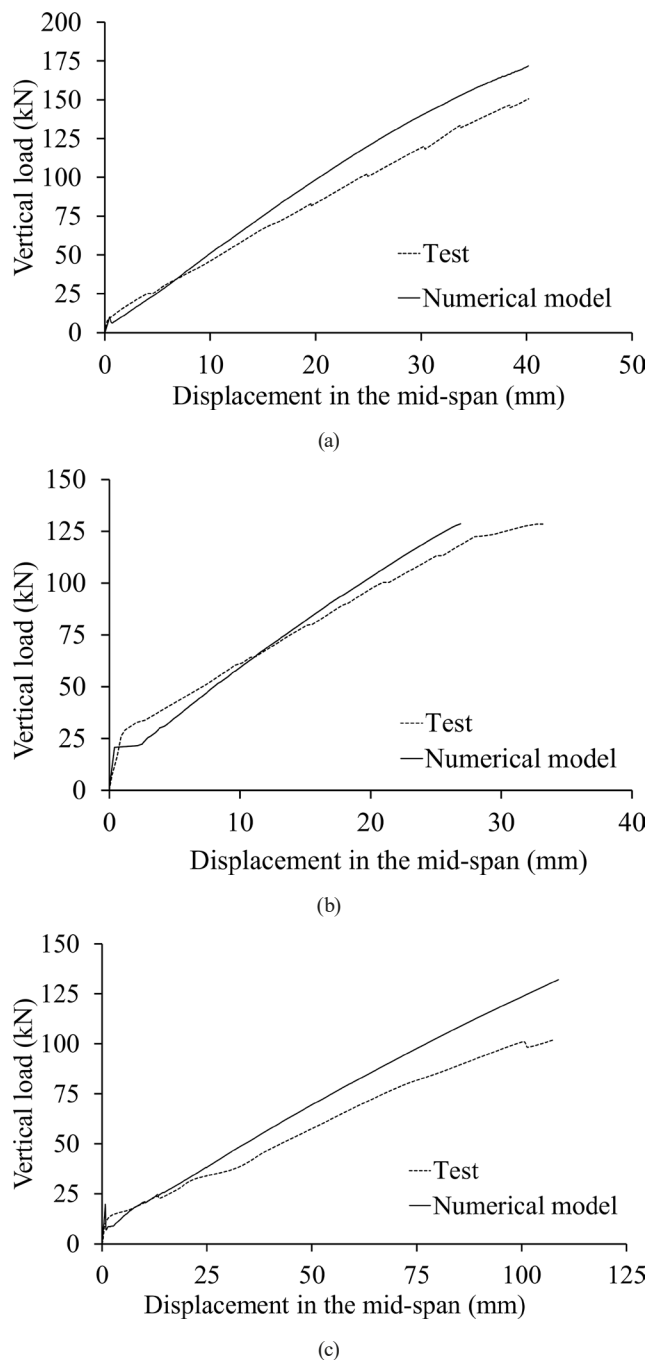 200
175
150
125
100
75
50
25
0
Vertical load (kN)
Test
Numerical model
0 10 20 30 40 50
Displacement in the mid-span (mm)
(a)
150
125
100
75
50
25
0
Vertical load (kN)
Test
Numerical model
0 10 20 30 40
Displacement in the mid-span (mm)
(b)
150
125
100
75
50
25
0
Vertical load (kN)
Test
Numerical model
0 25 50 75 100 125
Displacement in the mid-span (mm)
(c)